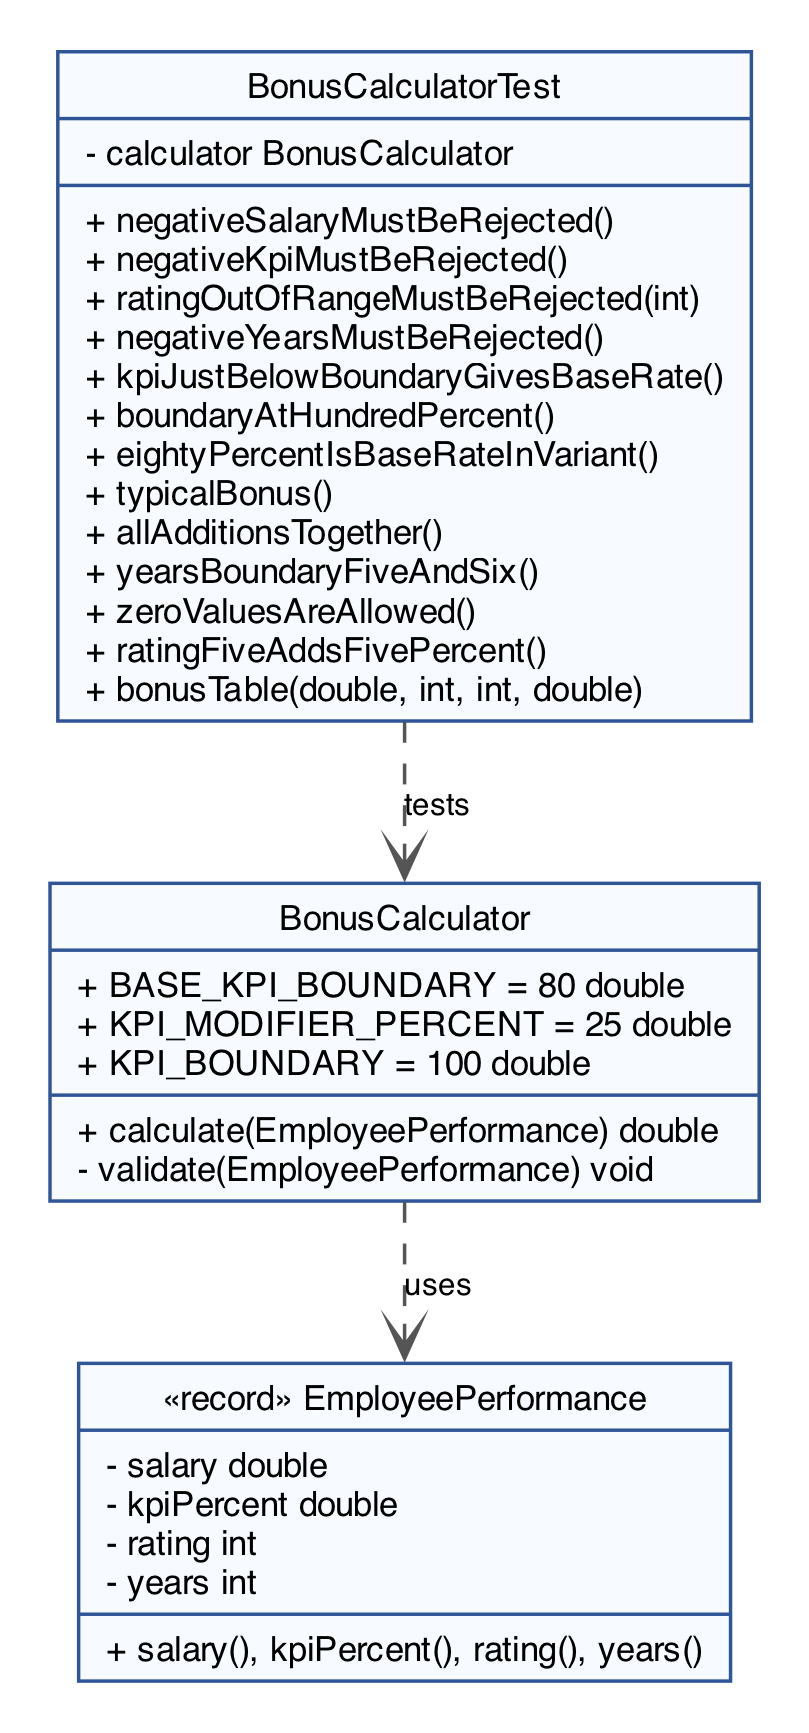 BonusCalculatorTest
- calculator BonusCalculator
+ negativeSalaryMustBeRejected()
+ negativeKpiMustBeRejected()
+ ratingOutOfRangeMustBeRejected(int)
+ negativeYearsMustBeRejected()
+ kpiJustBelowBoundaryGivesBaseRate()
+ boundaryAtHundredPercent()
+ eightyPercentIsBaseRateInVariant()
+ typicalBonus()
+ allAdditionsTogether()
+ yearsBoundaryFiveAndSix()
+ zeroValuesAreAllowed()
+ ratingFiveAddsFivePercent()
+ bonusTable(double, int, int, double)
tests
BonusCalculator
+ BASE_KPI_BOUNDARY = 80 double
+ KPI_MODIFIER_PERCENT = 25 double
+ KPI_BOUNDARY = 100 double
+ calculate(EmployeePerformance) double
- validate(EmployeePerformance) void
uses
«record» EmployeePerformance
- salary double
- kpiPercent double
- rating int
- years int
+ salary(), kpiPercent(), rating(), years()